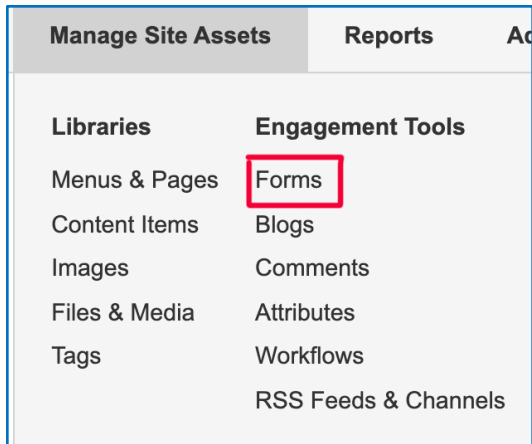 Manage Site Assets Reports
Libraries
Menus & Pages
Content Items
Images
Files & Media
Tags
Engagement Tools
Forms
Blogs
Comments
Attributes
Workflows
RSS Feeds & Channels